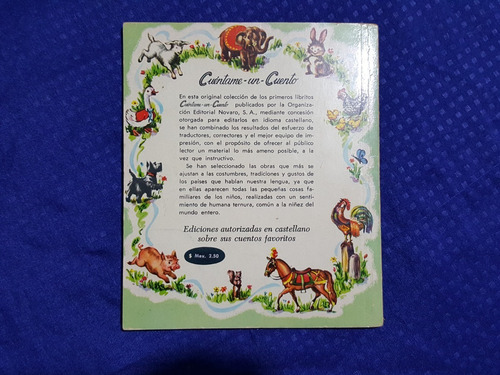 Cuéntame-un-Cuento
En esta original colección de los primeros libritos
Cuéntame-un-Cuento publicados por la Organiza-
ción Editorial Novaro, S. A., mediante concesión
otorgada para editarlos en idioma castellano,
se han combinado los resultados del esfuerzo de
traductores, correctores y el mejor equipo de im-
presión, con el propósito de ofrecer al público
lector un material lo más ameno posible, a la
vez que instructivo.
Se han seleccionado las obras que más se
ajustan a las costumbres, tradiciones y gustos de
los países que hablan nuestra lengua, ya que
en ellas aparecen todas las pequeñas cosas fa-
miliares de los niños, realizadas con un senti-
miento de humana ternura, común a la niñez del
mundo entero.
Ediciones autorizadas en castellano
sobre sus cuentos favoritos
$ Mex. 2.50